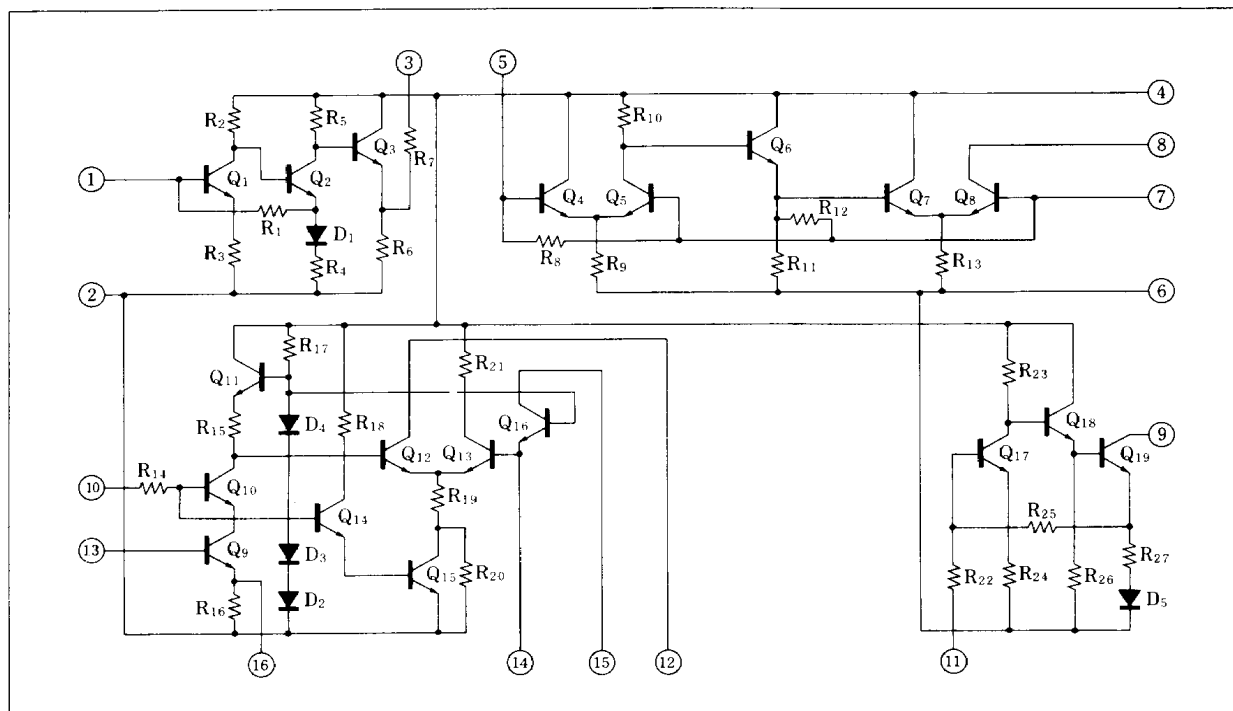 3 5
R2 R5 R10 4
Q3 R7 Q6 8
1 Q1 Q2 Q4 Q5 Q7 Q8 7
R1 R12
R3 D1 R6 R8 R9 R11 R13
R4
2 6
R17 R21 R23
Q11
R15 D4 R18 Q16 Q18 9
R14 Q12 Q13 Q17 Q19
10 Q10 R19
Q14 R25
13 Q9 D3 Q15 R20 R22 R24 R26 R27
R16 D2 D5
16 14 15 12 11